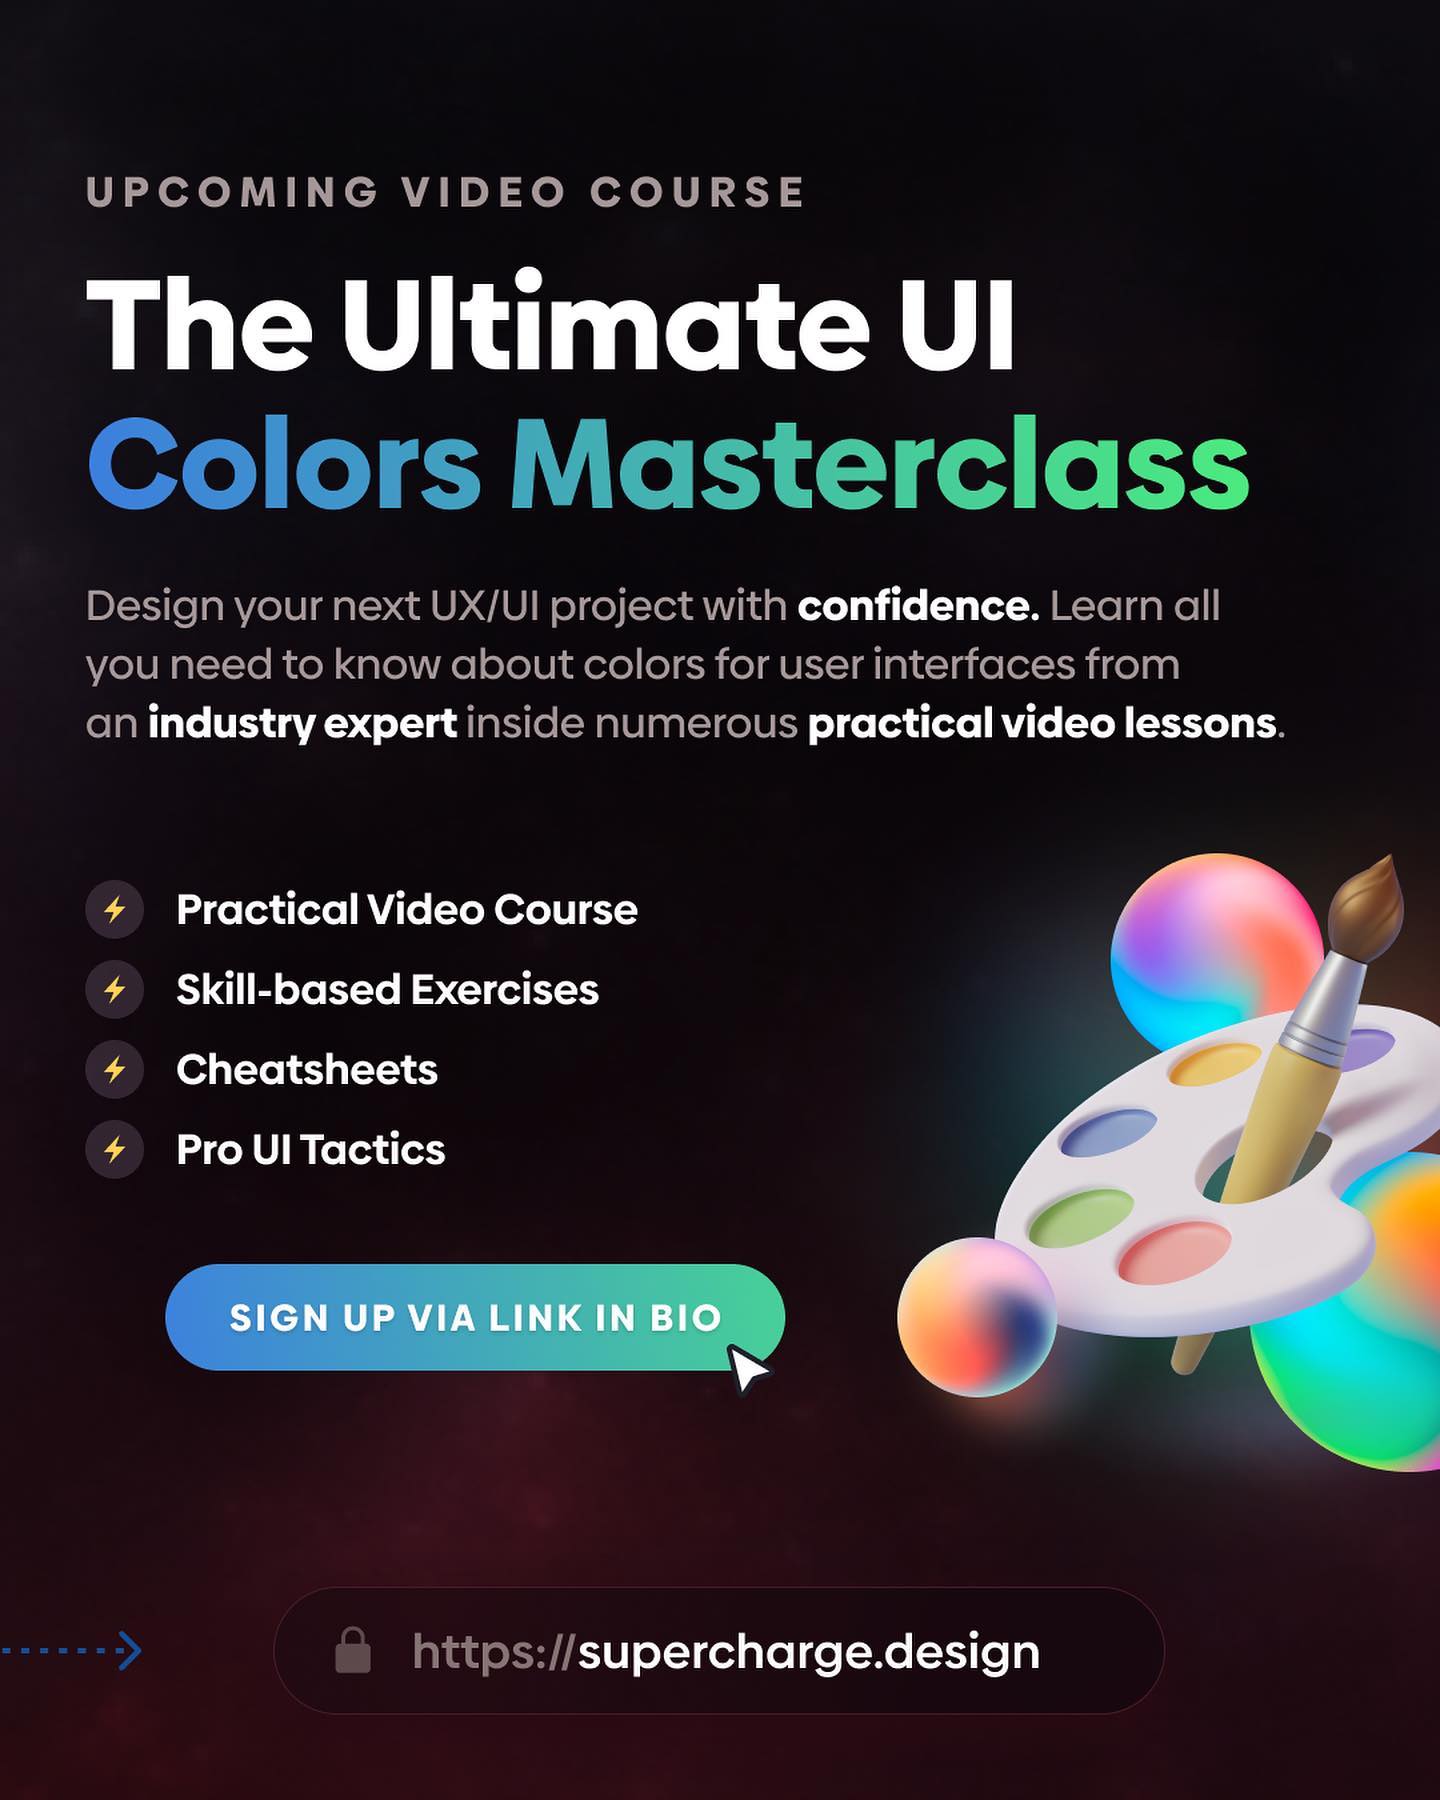 UPCOMING VIDEO COURSE
The Ultimate UI
Colors Masterclass
Design your next UX/UI project with confidence. Learn all
you need to know about colors for user interfaces from
an industry expert inside numerous practical video lessons.
Practical Video Course
Skill-based Exercises
Cheatsheets
Pro UI Tactics
SIGN UP VIA LINK IN BIO
https://supercharge.design